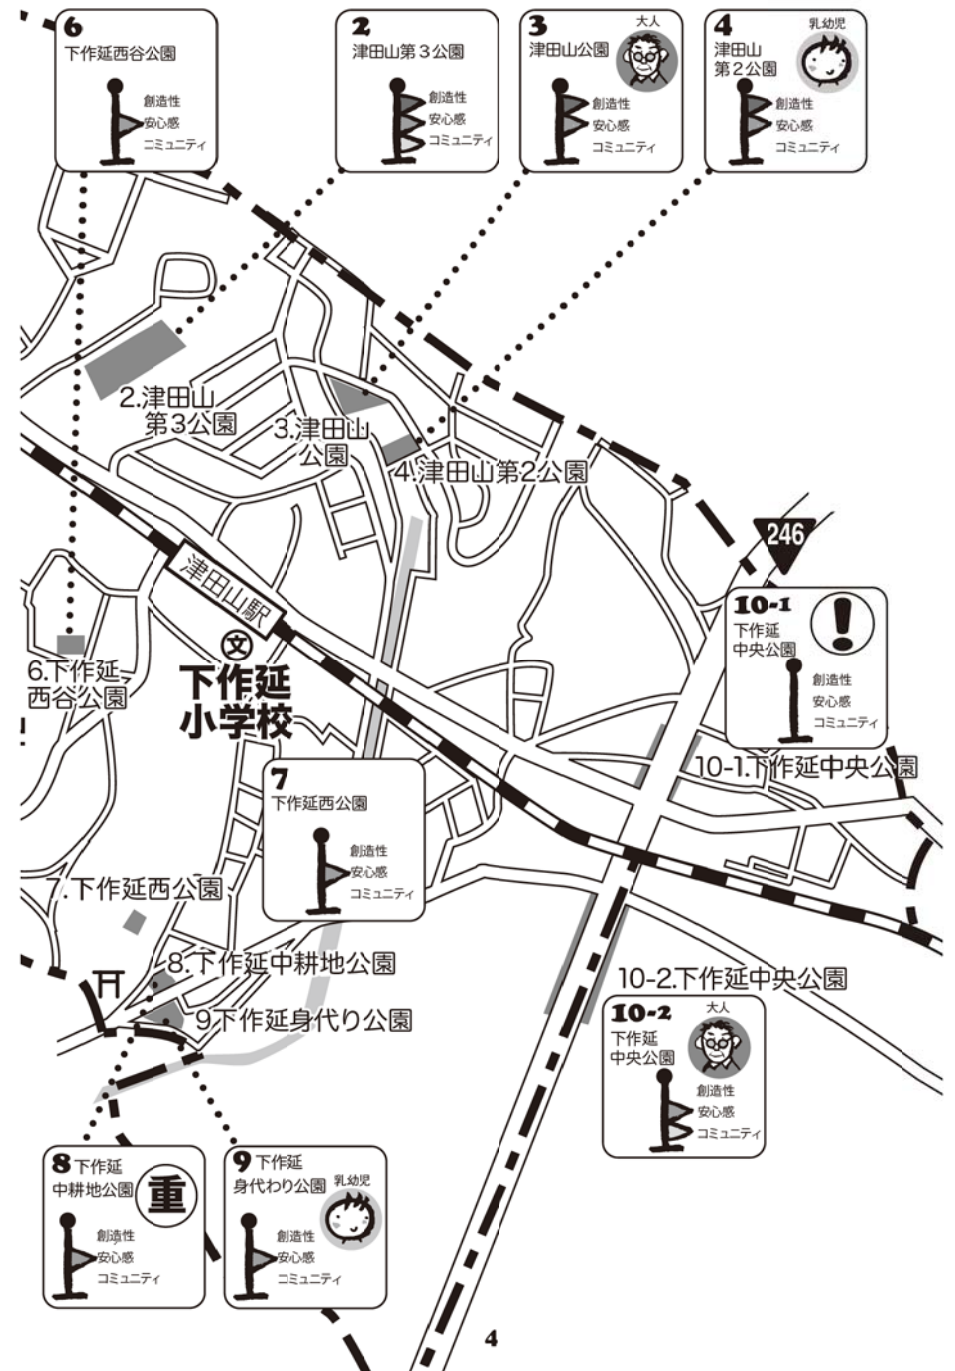 6
下作延西谷公園
創造性
安心感
コミュニティ
2
津田山第3公園
創造性
安心感
コミュニティ
3
大人
津田山公園
創造性
安心感
コミュニティ
4
乳幼児
津田山
第2公園
創造性
安心感
コミュニティ
2.津田山
第3公園
3.津田山
公園
4.津田山第2公園
246
津田山駅
文
下作延
小学校
6.下作延
西谷公園
10-1
!
下作延
中央公園
創造性
安心感
コミュニティ
10-1.下作延中央公園
7
下作延西公園
創造性
安心感
コミュニティ
7.下作延西公園
8.下作延中耕地公園
9下作延身代り公園
10-2.下作延中央公園
10-2
大人
下作延
中央公園
創造性
安心感
コミュニティ
8 下作延
中耕地公園
重
創造性
安心感
コミュニティ
9 下作延
身代わり公園
乳幼児
創造性
安心感
コミュニティ
4